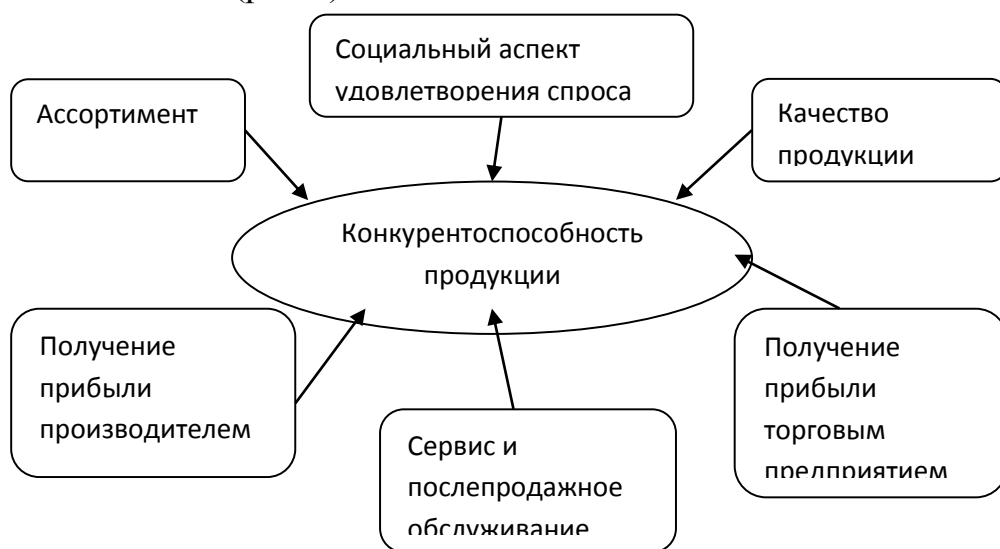 Социальный аспект
удовлетворения спроса
Ассортимент
Качество
продукции
Конкурентоспособность
продукции
Получение
прибыли
производителем
Сервис и
послепродажное
обслуживание
Получение
прибыли
торговым
предприятием